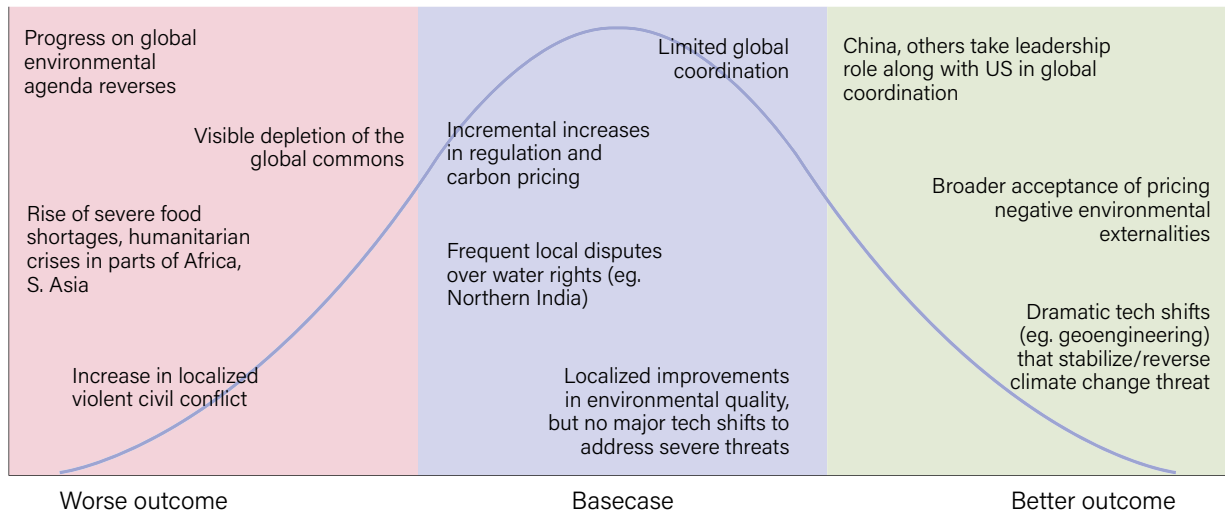 Progress on global
environmental
agenda reverses
Visible depletion of the
global commons
Rise of severe food
shortages, humanitarian
crises in parts of Africa,
S. Asia
Increase in localized
violent civil conflict
Limited global
coordination
Incremental increases
in regulation and
carbon pricing
Frequent local disputes
over water rights (eg.
Northern India)
Localized improvements
in environmental quality,
but no major tech shifts to
address severe threats
China, others take leadership
role along with US in global
coordination
Broader acceptance of pricing
negative environmental
externalities
Dramatic tech shifts
(eg. geoengineering)
that stabilize/reverse
climate change threat
Worse outcome
Basecase
Better outcome